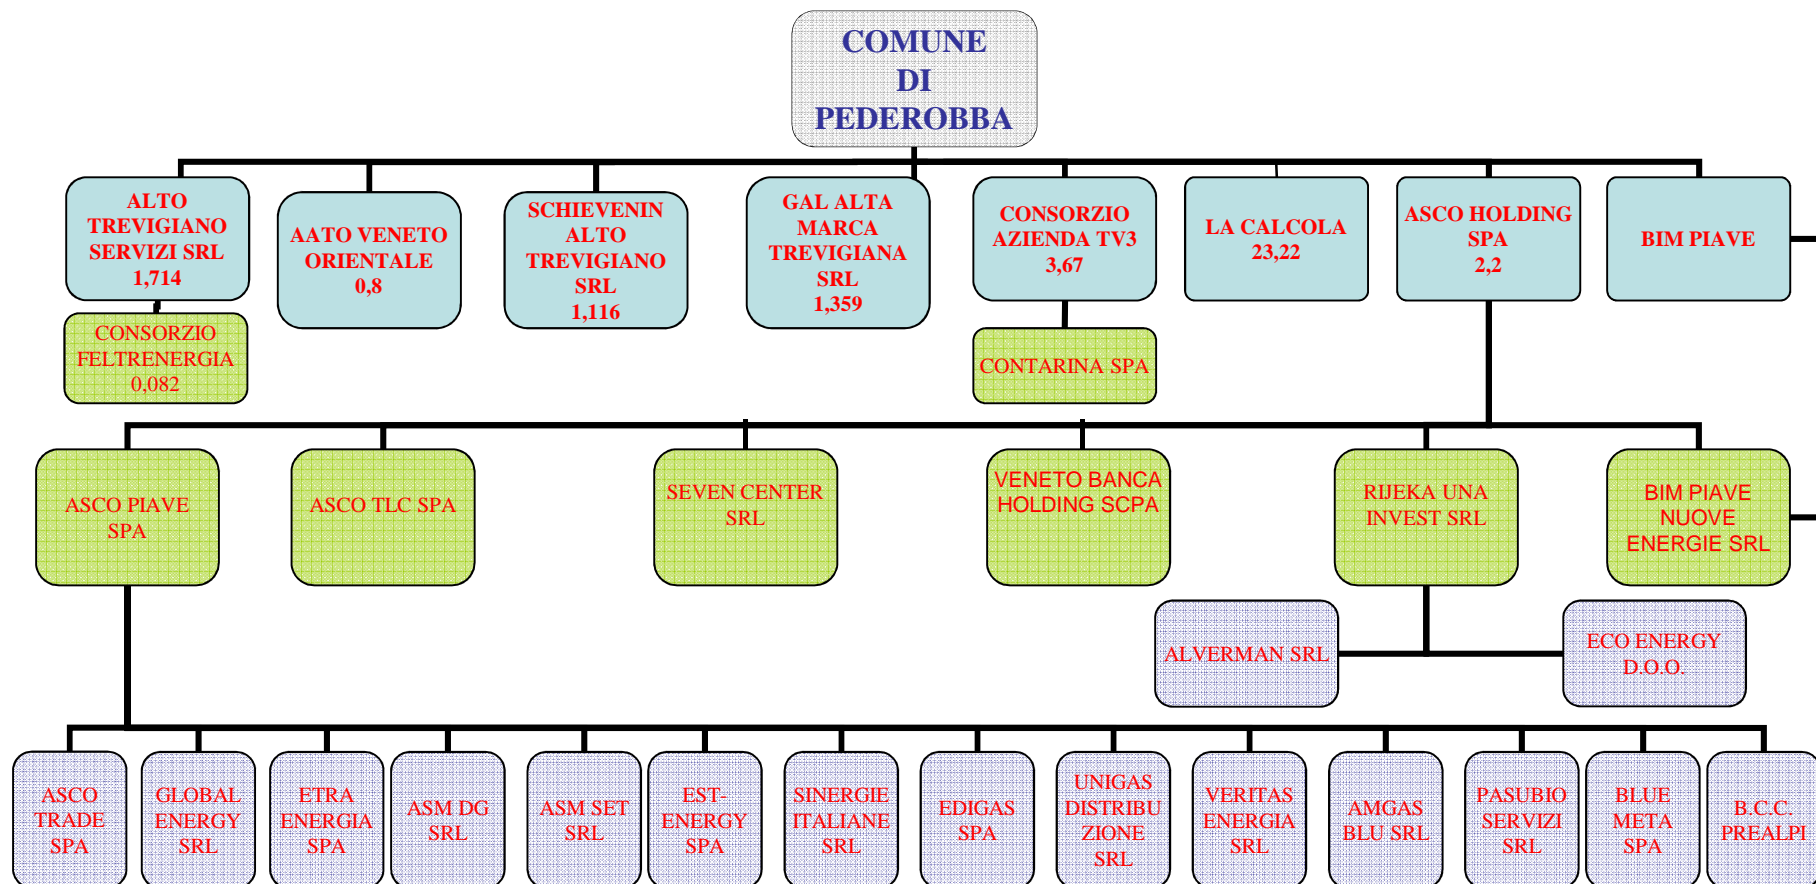 COMUNE
DI
PEDEROBBA
ALTO
TREVIGIANO
SERVIZI SRL
1,714
AATO VENETO
ORIENTALE
0,8
SCHIEVENIN
ALTO
TREVIGIANO
SRL
1,116
GAL ALTA
MARCA
TREVIGIANA
SRL
1,359
CONSORZIO
AZIENDA TV3
3,67
LA CALCOLA
23,22
ASCO HOLDING
SPA
2,2
BIM PIAVE
CONSORZIO
FELTRENERGIA
0,082
CONTARINA SPA
ASCO PIAVE
SPA
ASCO TLC SPA
SEVEN CENTER
SRL
VENETO BANCA
HOLDING SCPA
RIJEKA UNA
INVEST SRL
BIM PIAVE
NUOVE
ENERGIE SRL
ALVERMAN SRL
ECO ENERGY
D.O.O.
ASCO
TRADE
SPA
GLOBAL
ENERGY
SRL
ETRA
ENERGIA
SPA
ASM DG
SRL
ASM SET
SRL
EST-
ENERGY
SPA
SINERGIE
ITALIANE
SRL
EDIGAS
SPA
UNIGAS
DISTRIBU
ZIONE
SRL
VERITAS
ENERGIA
SRL
AMGAS
BLU SRL
PASUBIO
SERVIZI
SRL
BLUE
META
SPA
B.C.C.
PREALPI